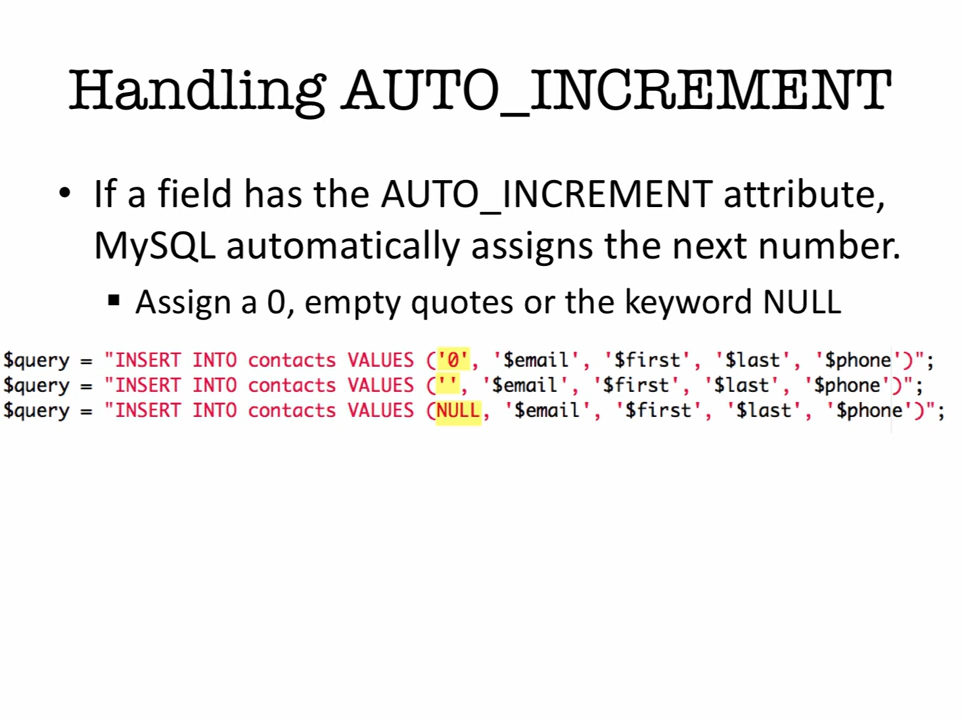 Handling AUTO_INCREMENT
• If a field has the AUTO_INCREMENT attribute,
MySQL automatically assigns the next number.
▪ Assign a 0, empty quotes or the keyword NULL
$query = "INSERT INTO contacts VALUES ('0', '$email', '$first', '$last', '$phone')";
$query = "INSERT INTO contacts VALUES ('', '$email', '$first', '$last', '$phone')";
$query = "INSERT INTO contacts VALUES (NULL, '$email', '$first', '$last', '$phone')";